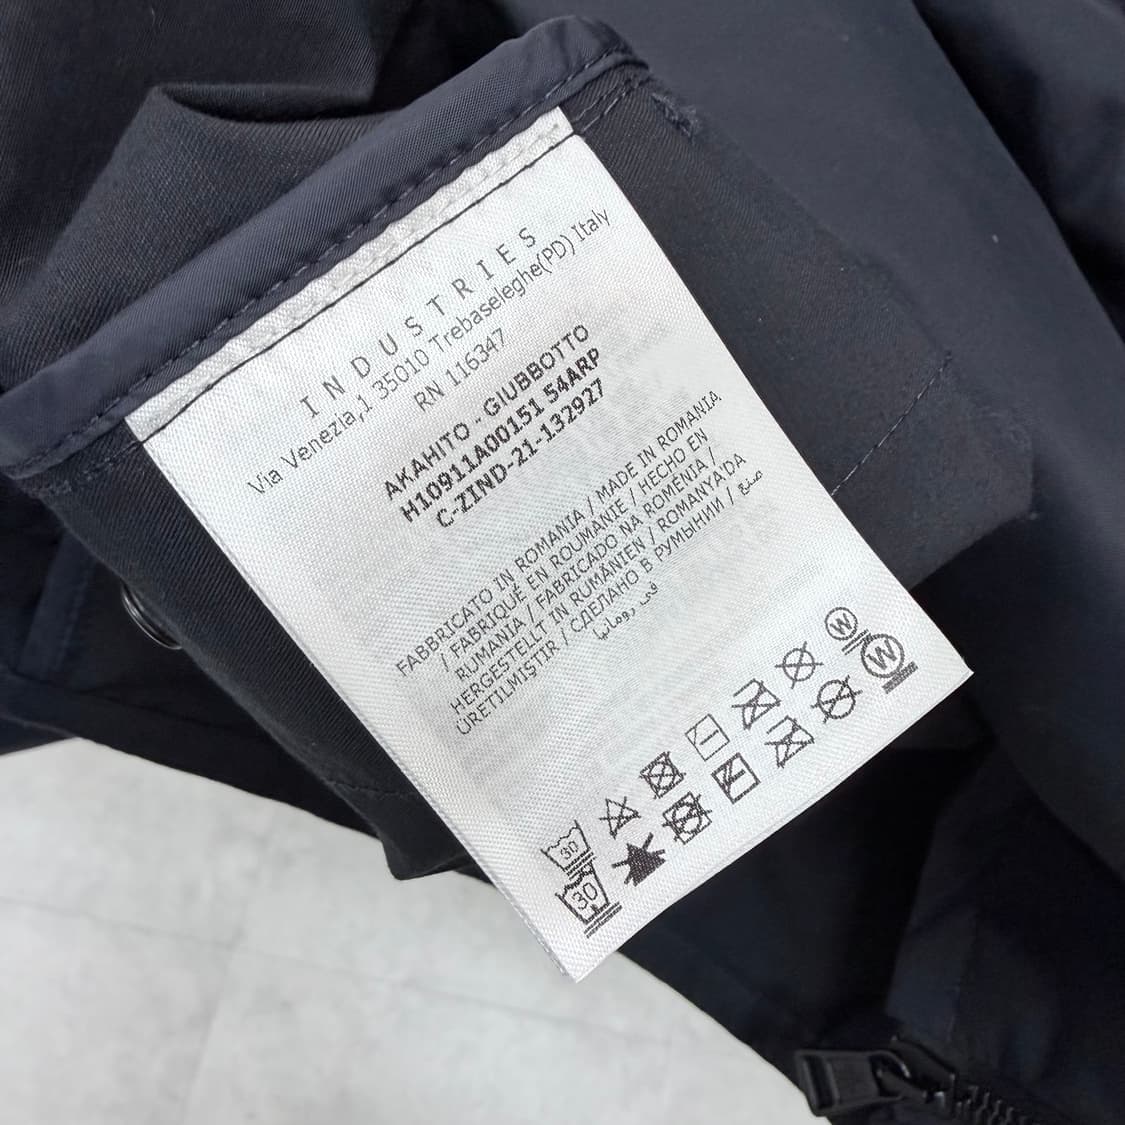 INDUSTRIES
Via Venezia,1 35010 Trebaseleghe(PD) Italy
RN 116347
AKAHITO - GIUBBOTTO
H10911A00151 54ARP
C-ZIND-21-132927
FABBRICATO IN ROMANIA / MADE IN ROMANIA
/ FABRIQUÉ EN ROUMANIE / HECHO EN
RUMANIA / FABRICADO NA ROMÉNIA /
HERGESTELLT IN RUMÄNIEN / ROMANYA'DA
ÜRETILMIŞTIR / СДЕЛАНО В РУМЫНИИ / صنع
في رومانيا
30
W
30
W